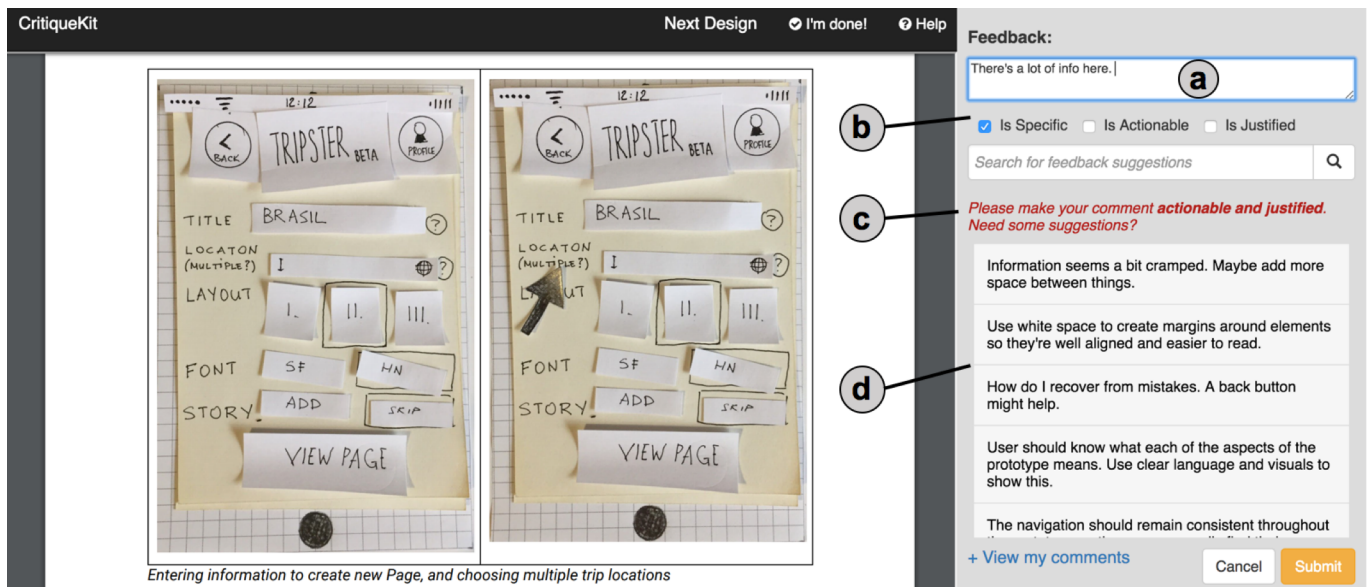 CritiqueKit
Next Design
I'm done!
Help
12:12
BACK
TRIPSTER BETA
PROFILE
TITLE BRASIL ?
LOCATON
(MULTIPLE?) I ?
LAYOUT I. II. III.
FONT SF HN
STORY. ADD SKIP
VIEW PAGE
12:12
BACK
TRIPSTER BETA
PROFILE
TITLE BRASIL ?
LOCATON
(MULTIPLE?) I ?
UT I. II. III.
FONT SF HN
STORY. ADD SKIP
VIEW PAGE
Entering information to create new Page, and choosing multiple trip locations
Feedback:
There's a lot of info here.
a
b
Is Specific Is Actionable Is Justified
Search for feedback suggestions
c
Please make your comment actionable and justified.
Need some suggestions?
Information seems a bit cramped. Maybe add more
space between things.
Use white space to create margins around elements
so they're well aligned and easier to read.
d
How do I recover from mistakes. A back button
might help.
User should know what each of the aspects of the
prototype means. Use clear language and visuals to
show this.
The navigation should remain consistent throughout
+ View my comments
Cancel
Submit